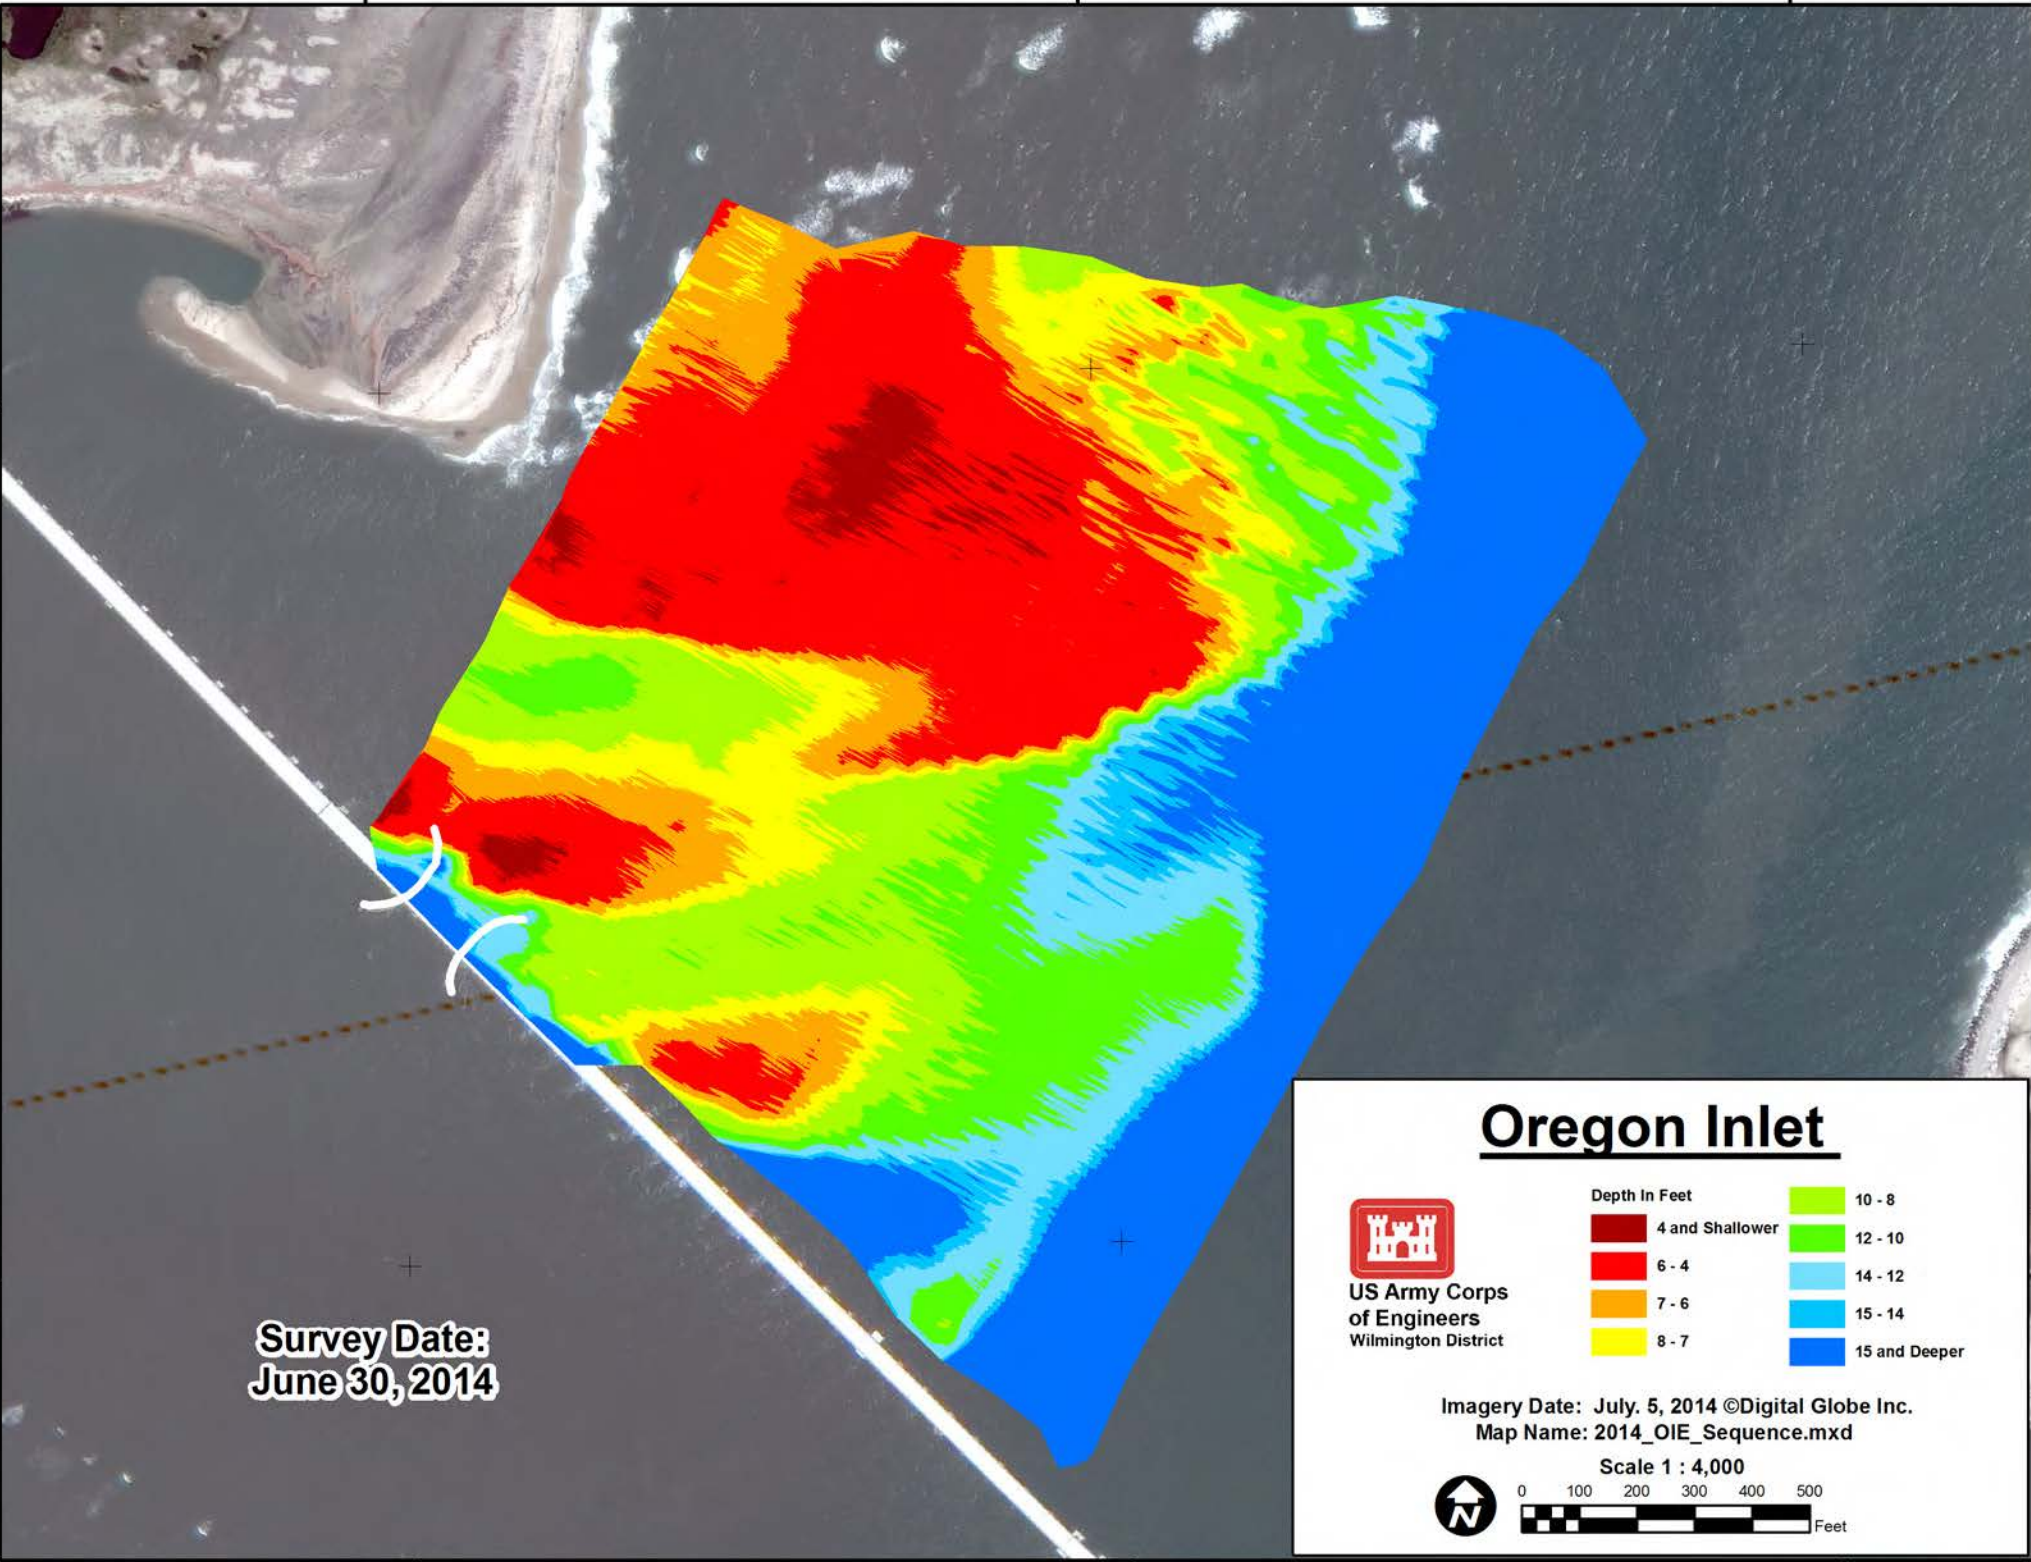 Oregon Inlet
US Army Corps
of Engineers
Wilmington District
Depth In Feet
4 and Shallower
6 - 4
7 - 6
8 - 7
10 - 8
12 - 10
14 - 12
15 - 14
15 and Deeper
Imagery Date: July. 5, 2014 ©Digital Globe Inc.
Map Name: 2014_OIE_Sequence.mxd
Scale 1 : 4,000
N
0 100 200 300 400 500
Feet
Survey Date:
June 30, 2014